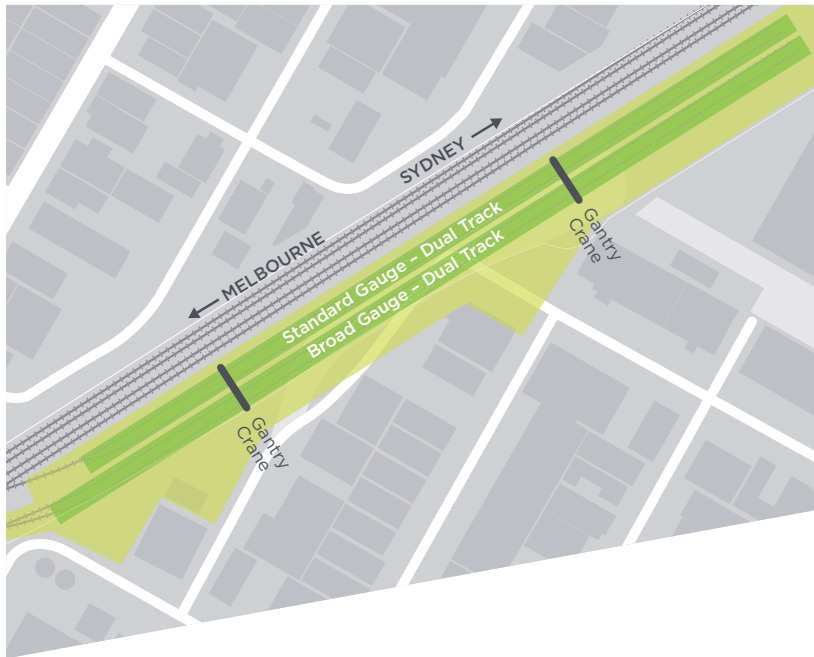 SYDNEY
MELBOURNE
Standard Gauge - Dual Track
Broad Gauge - Dual Track
Gantry
Crane
Gantry
Crane